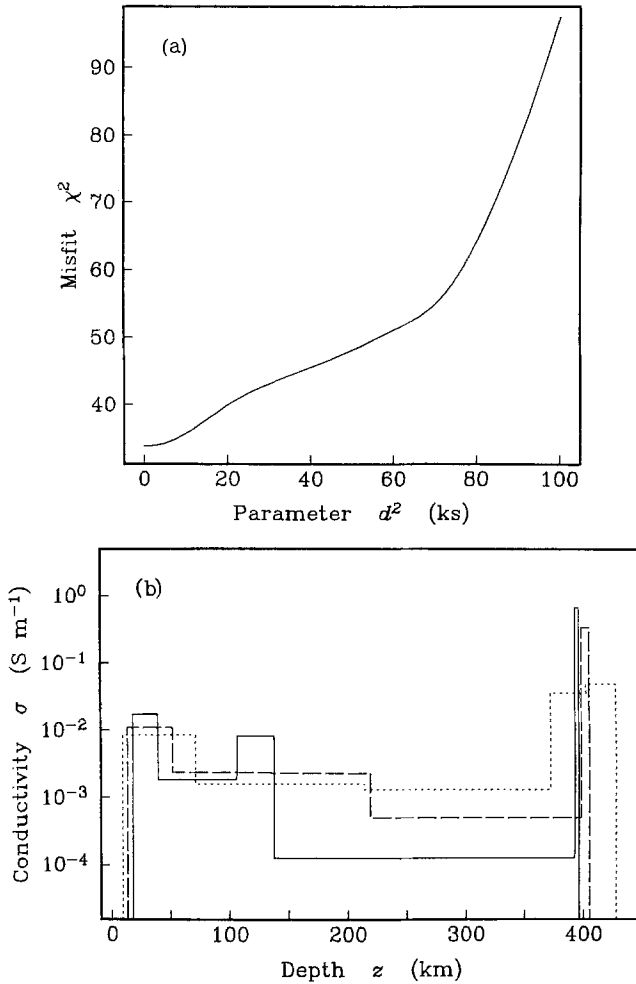 (a)
90
80
70
60
50
40
Misfit χ²
0 20 40 60 80 100
Parameter d² (ks)
(b)
10⁰
10⁻¹
10⁻²
10⁻³
10⁻⁴
Conductivity σ (S m⁻¹)
0 100 200 300 400
Depth z (km)